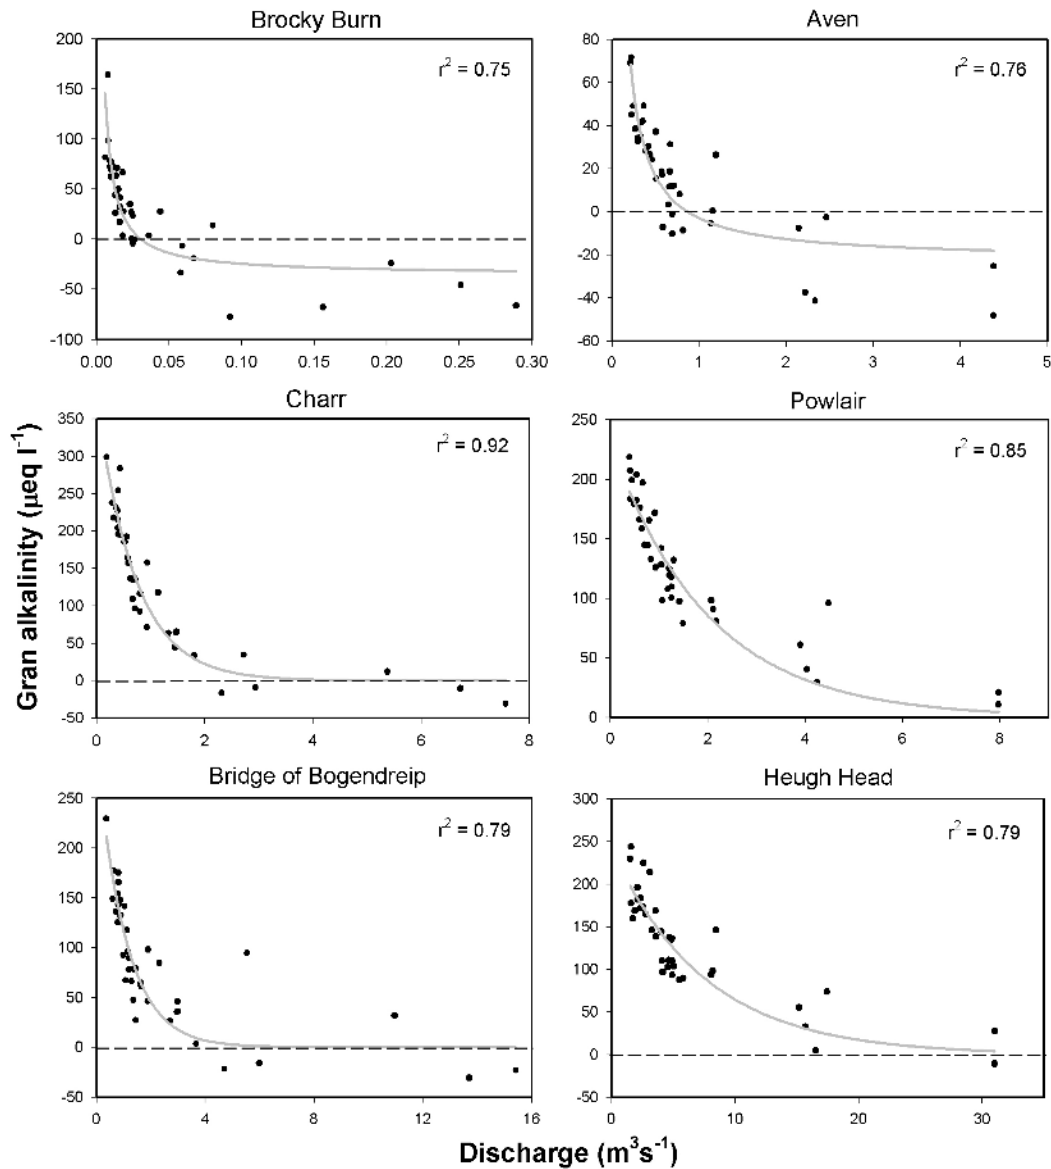 Brocky Burn
Aven
200
150
100
50
0
-50
-100
r² = 0.75
0.00 0.05 0.10 0.15 0.20 0.25 0.30
80
60
40
20
0
-20
-40
-60
r² = 0.76
0 1 2 3 4 5
Charr
Powlair
350
300
250
200
150
100
50
0
-50
r² = 0.92
0 2 4 6 8
250
200
150
100
50
0
r² = 0.85
0 2 4 6 8
Gran alkalinity (µeq l⁻¹)
Bridge of Bogendreip
Heugh Head
250
200
150
100
50
0
-50
r² = 0.79
0 4 8 12 16
300
250
200
150
100
50
0
-50
r² = 0.79
0 10 20 30
Discharge (m³s⁻¹)